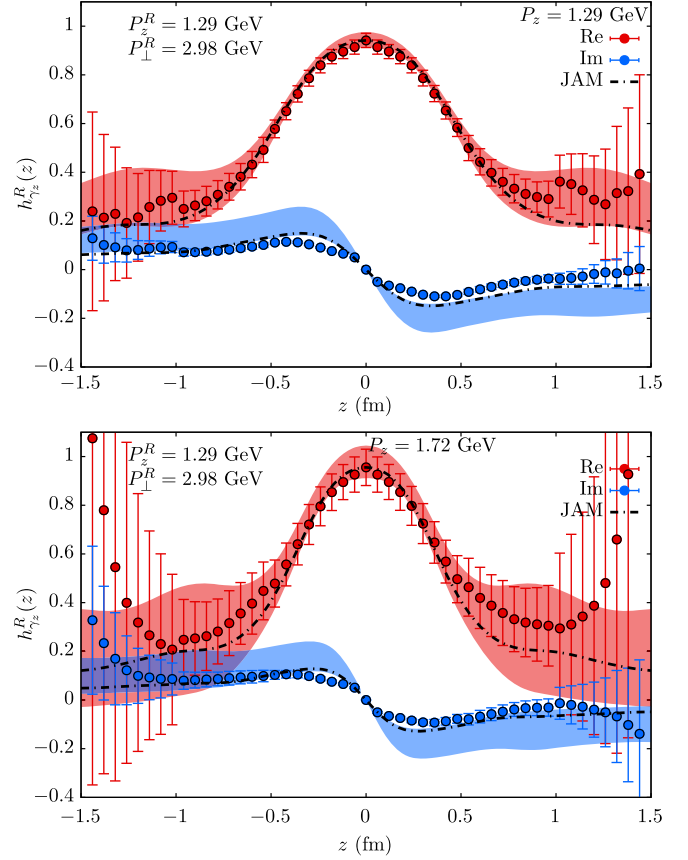 P_z^R = 1.29 GeV
P_⊥^R = 2.98 GeV
P_z = 1.29 GeV
Re
Im
JAM
h_{γ_z}^R(z)
1
0.8
0.6
0.4
0.2
0
−0.2
−0.4
−1.5 −1 −0.5 0 0.5 1 1.5
z (fm)
P_z^R = 1.29 GeV
P_⊥^R = 2.98 GeV
P_z = 1.72 GeV
Re
Im
JAM
h_{γ_z}^R(z)
1
0.8
0.6
0.4
0.2
0
−0.2
−0.4
−1.5 −1 −0.5 0 0.5 1 1.5
z (fm)